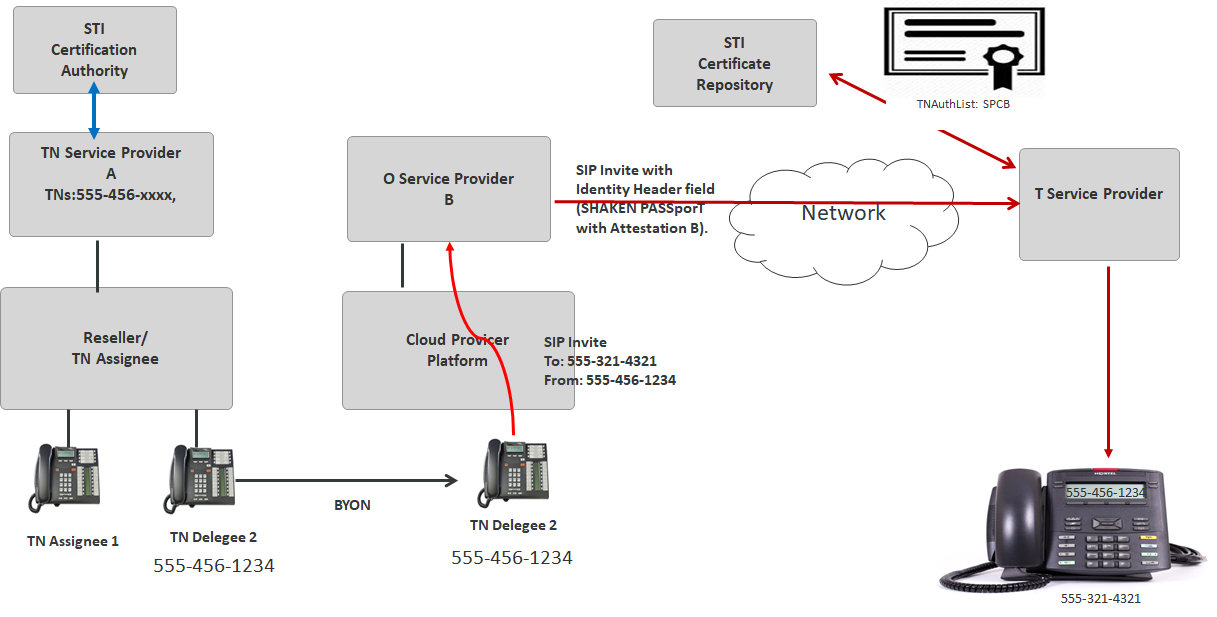 STI
Certification
Authority
STI
Certificate
Repository
TNAuthList: SPCB
TN Service Provider
A
TNs:555-456-xxxx,
O Service Provider
B
SIP Invite with
Identity Header field
(SHAKEN PASSporT
with Attestation B).
Network
T Service Provider
Reseller/
TN Assignee
Cloud Provicer
Platform
SIP Invite
To: 555-321-4321
From: 555-456-1234
BYON
TN Assignee 1
TN Delegee 2
555-456-1234
TN Delegee 2
555-456-1234
NORTEL
555-456-1234
555-321-4321